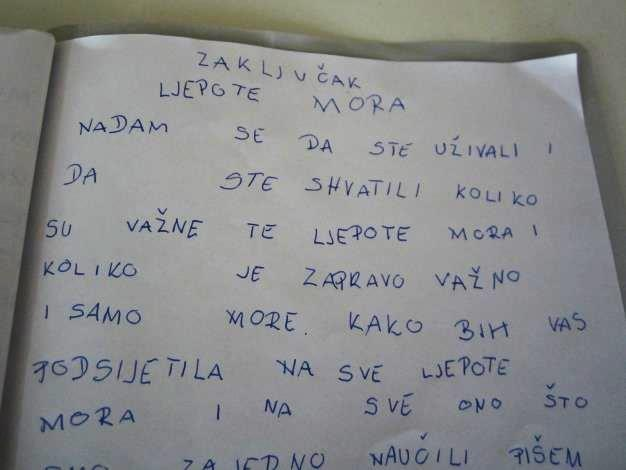 ZAKLJUČAK
LJEPOTE MORA
NADAM SE DA STE UŽIVALI I
DA STE SHVATILI KOLIKO
SU VAŽNE TE LJEPOTE MORA I
KOLIKO JE ZAPRAVO VAŽNO
I SAMO MORE. KAKO BIH VAS
PODSIJETILA NA SVE LJEPOTE
MORA I NA SVE ONO ŠTO
SMO ZAJEDNO NAUČILI PIŠEM